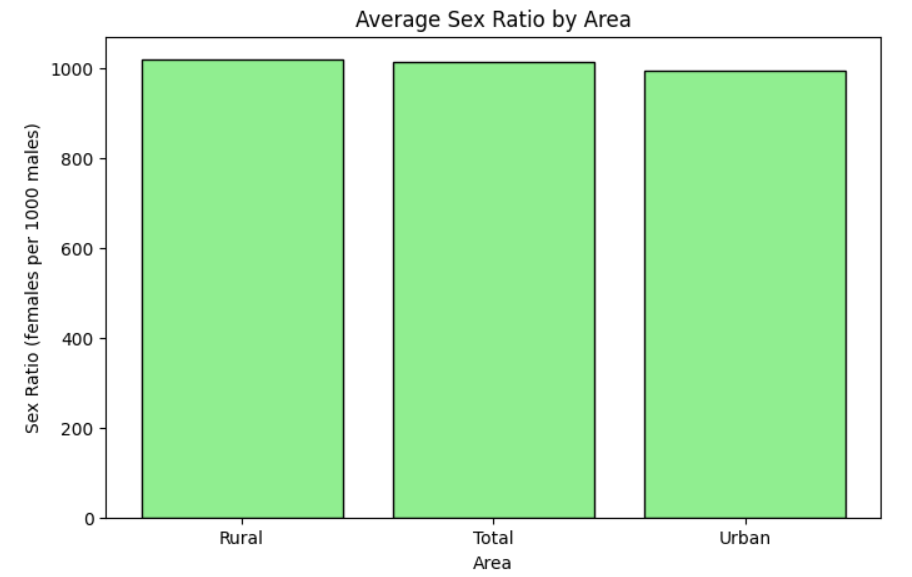 Average Sex Ratio by Area
Sex Ratio (females per 1000 males)
1000
800
600
400
200
0
Rural
Total
Urban
Area